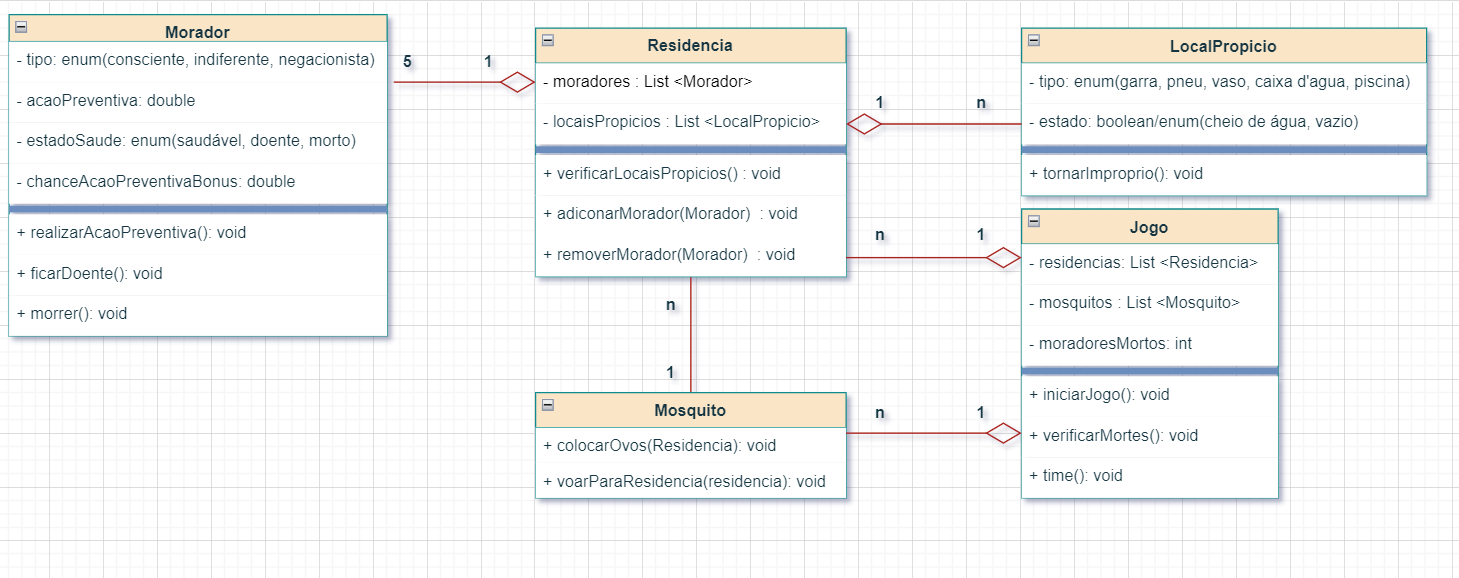 Morador
- tipo: enum(consciente, indiferente, negacionista)
- acaoPreventiva: double
- estadoSaude: enum(saudável, doente, morto)
- chanceAcaoPreventivaBonus: double
+ realizarAcaoPreventiva(): void
+ ficarDoente(): void
+ morrer(): void
5
1
Residencia
- moradores : List <Morador>
- locaisPropicios : List <LocalPropicio>
+ verificarLocaisPropicios() : void
+ adiconarMorador(Morador) : void
+ removerMorador(Morador) : void
1
n
LocalPropicio
- tipo: enum(garra, pneu, vaso, caixa d'agua, piscina)
- estado: boolean/enum(cheio de água, vazio)
+ tornarImproprio(): void
n
1
Jogo
- residencias: List <Residencia>
- mosquitos : List <Mosquito>
- moradoresMortos: int
+ iniciarJogo(): void
+ verificarMortes(): void
+ time(): void
n
1
Mosquito
+ colocarOvos(Residencia): void
+ voarParaResidencia(residencia): void
n
1